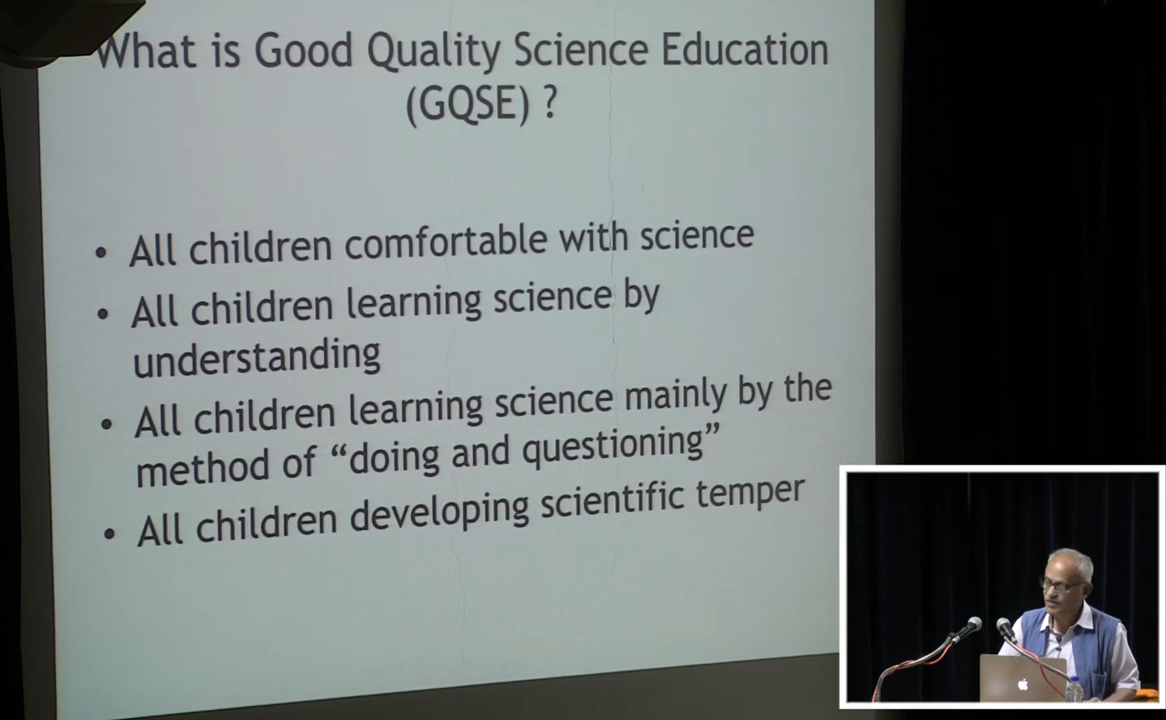 What is Good Quality Science Education
(GQSE) ?
• All children comfortable with science
• All children learning science by
understanding
• All children learning science mainly by the
method of “doing and questioning”
• All children developing scientific temper